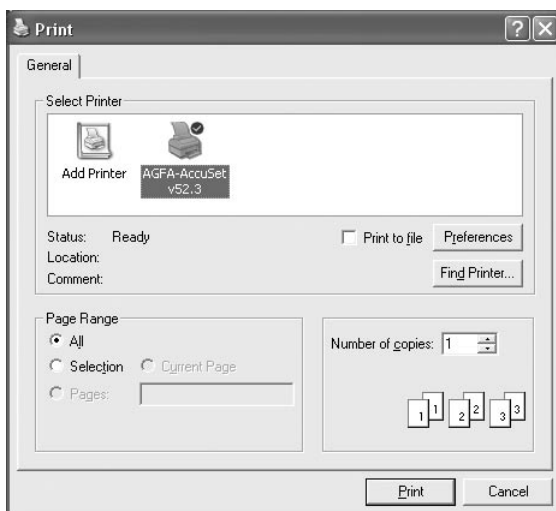 Print
General
Select Printer
Add Printer
AGFA-AccuSet
v52.3
Status: Ready
Location:
Comment:
Print to file
Preferences
Find Printer...
Page Range
All
Selection
Current Page
Pages:
Number of copies: 1
1 1 2 2 3 3
Print
Cancel